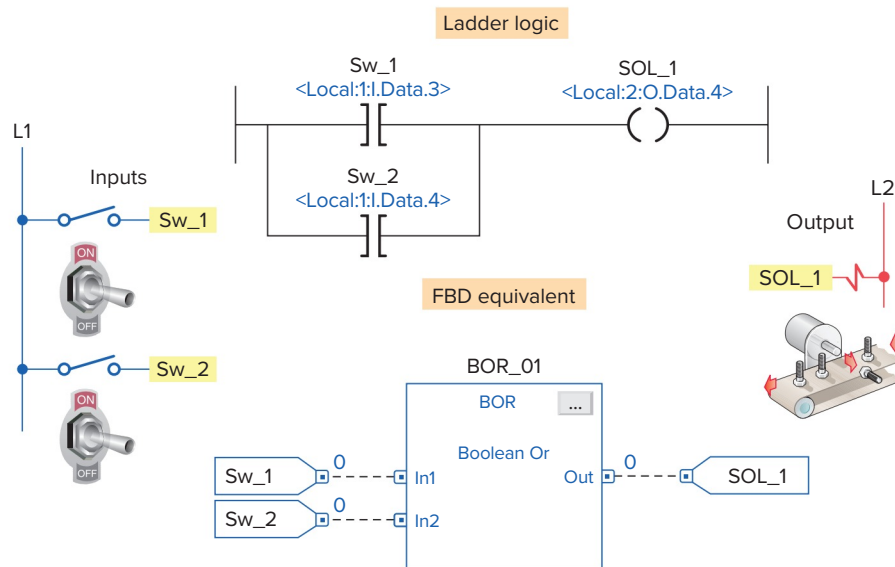 Ladder logic
Sw_1
<Local:1:I.Data.3>
SOL_1
<Local:2:O.Data.4>
Sw_2
<Local:1:I.Data.4>
L1
Inputs
Sw_1
ON
OFF
Sw_2
ON
OFF
L2
Output
SOL_1
FBD equivalent
BOR_01
BOR
...
Boolean Or
Sw_1
0
In1
Out
0
SOL_1
Sw_2
0
In2